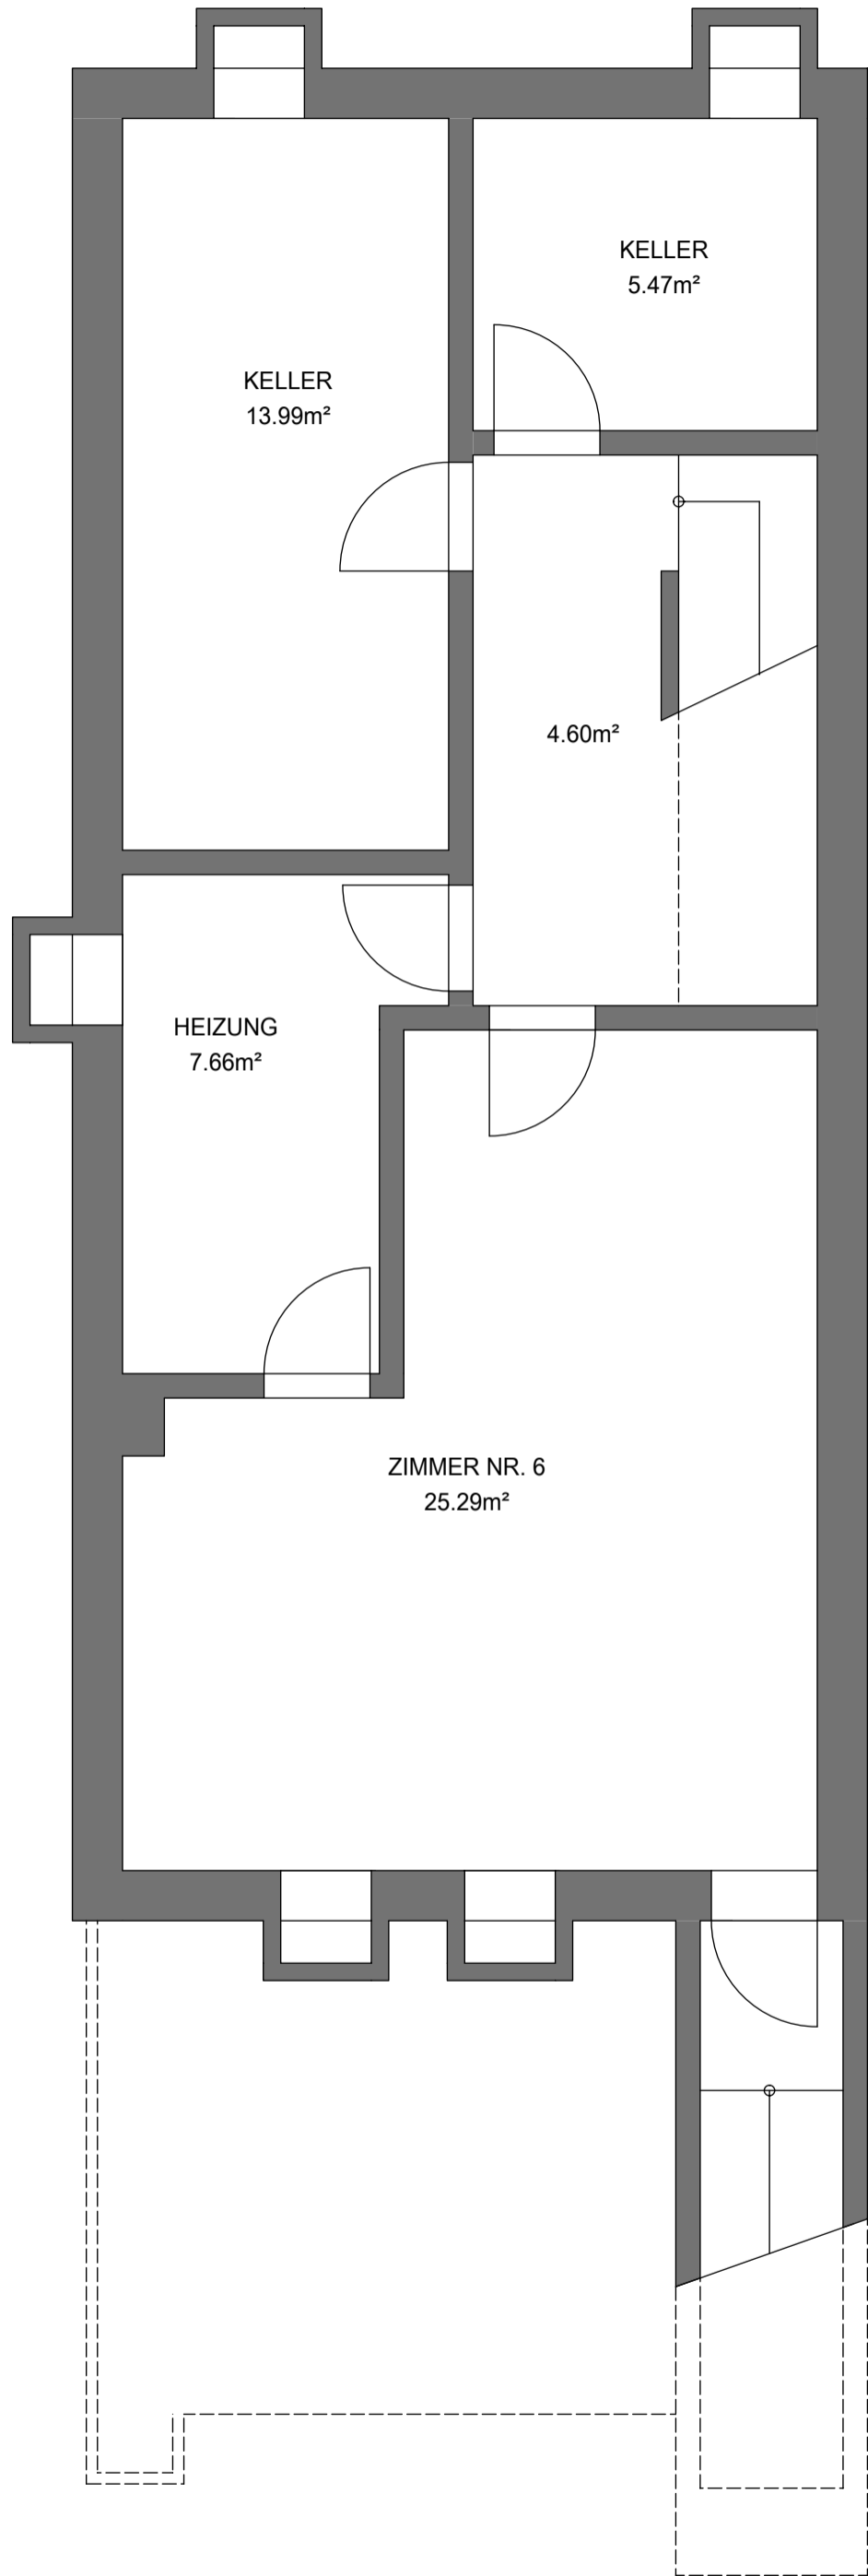 KELLER
5.47m²
KELLER
13.99m²
4.60m²
HEIZUNG
7.66m²
ZIMMER NR. 6
25.29m²